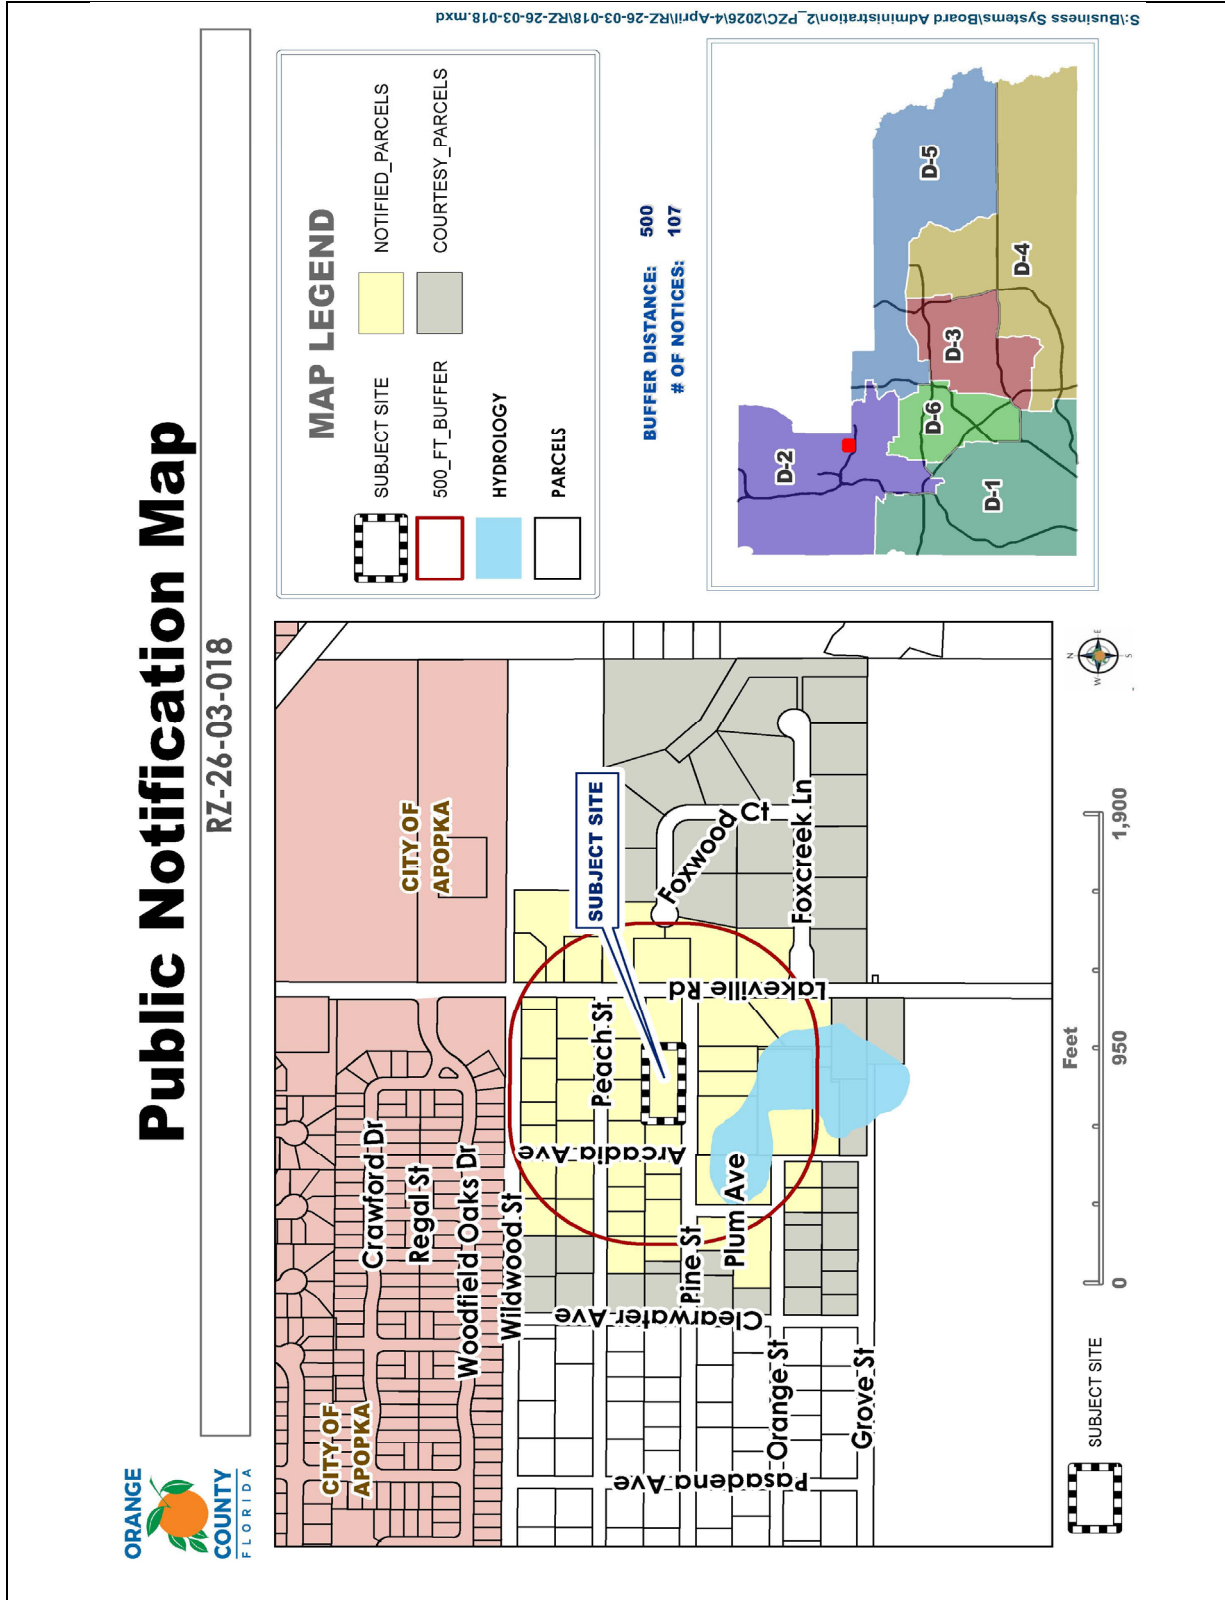 ORANGE
COUNTY
FLORIDA
Public Notification Map
RZ-26-03-018
CITY OF
APOPKA
CITY OF
APOPKA
Crawford Dr
Regal St
Woodfield Oaks Dr
Wildwood St
Peach St
Arcadia Ave
Clearwater Ave
Pine St
Plum Ave
Orange St
Grove St
Pasadena Ave
Lakeville Rd
Foxwood Ct
Foxcreek Ln
SUBJECT SITE
MAP LEGEND
SUBJECT SITE
NOTIFIED_PARCELS
500_FT_BUFFER
COURTESY_PARCELS
HYDROLOGY
PARCELS
BUFFER DISTANCE: 500
# OF NOTICES: 107
D-2
D-5
D-6
D-3
D-4
D-1
SUBJECT SITE
Feet
0 950 1,900
N
W E
S
S:\Business Systems\Board Administration\2_PZC\2026\4-April\RZ-26-03-018\RZ-26-03-018.mxd